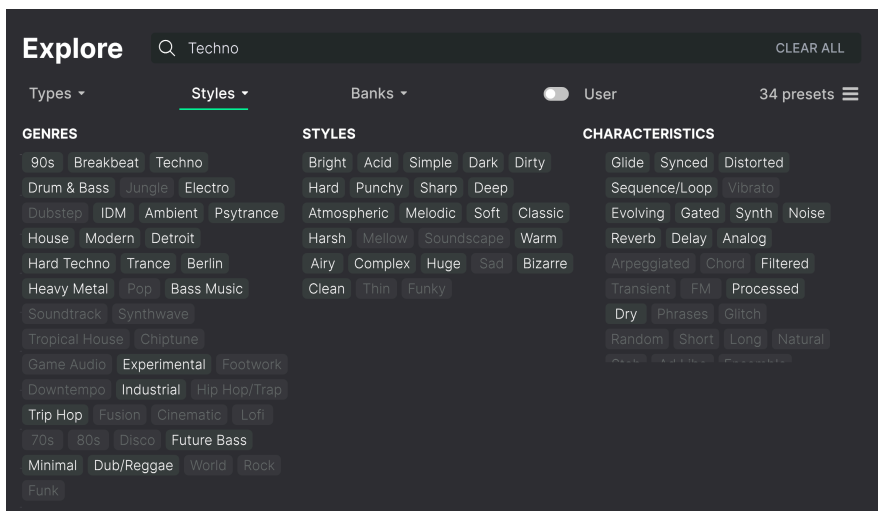 Explore Techno CLEAR ALL
Types Styles Banks User 34 presets
GENRES
90s Breakbeat Techno
Drum & Bass Jungle Electro
Dubstep IDM Ambient Psytrance
House Modern Detroit
Hard Techno Trance Berlin
Heavy Metal Pop Bass Music
Soundtrack Synthwave
Tropical House Chiptune
Game Audio Experimental Footwork
Downtempo Industrial Hip Hop/Trap
Trip Hop Fusion Cinematic Lofi
70s 80s Disco Future Bass
Minimal Dub/Reggae World Rock
Funk
STYLES
Bright Acid Simple Dark Dirty
Hard Punchy Sharp Deep
Atmospheric Melodic Soft Classic
Harsh Mellow Soundscape Warm
Airy Complex Huge Sad Bizarre
Clean Thin Funky
CHARACTERISTICS
Glide Synced Distorted
Sequence/Loop Vibrato
Evolving Gated Synth Noise
Reverb Delay Analog
Arpeggiated Chord Filtered
Transient FM Processed
Dry Phrases Glitch
Random Short Long Natural